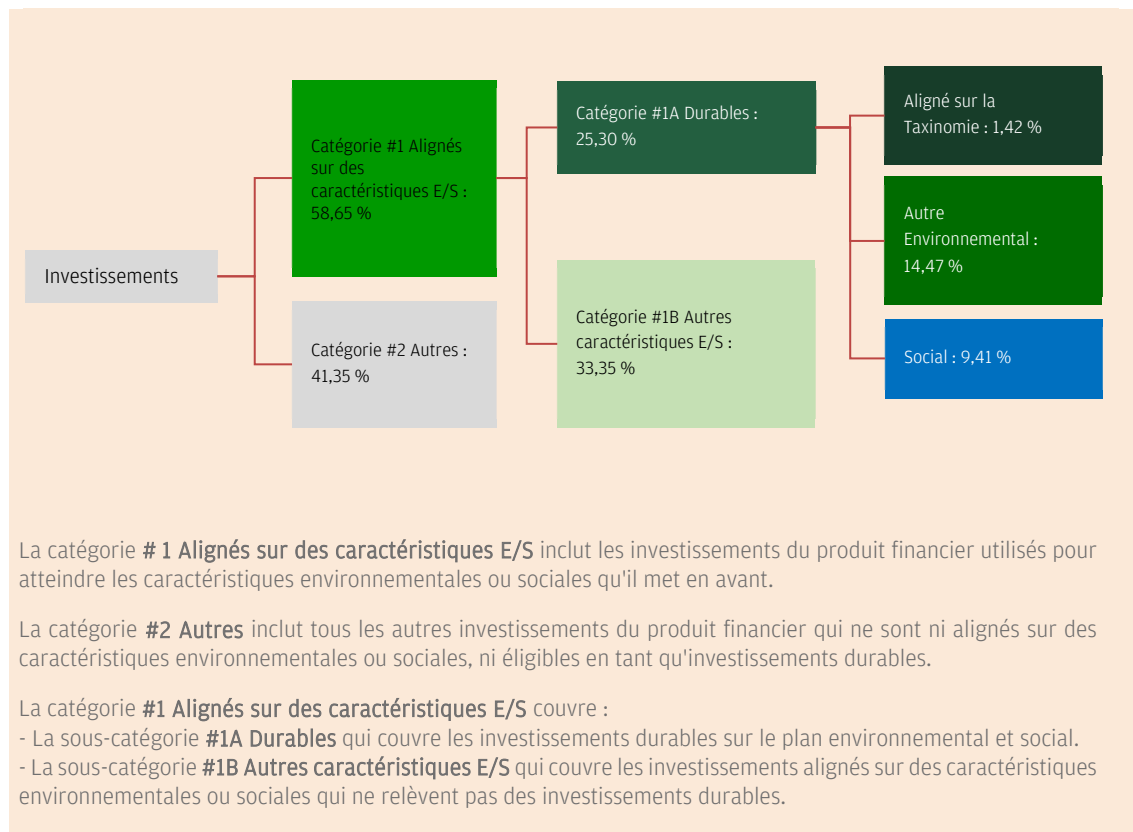 Investissements
Catégorie #1 Alignés
sur des
caractéristiques E/S :
58,65 %
Catégorie #2 Autres :
41,35 %
Catégorie #1A Durables :
25,30 %
Catégorie #1B Autres
caractéristiques E/S :
33,35 %
Aligné sur la
Taxinomie : 1,42 %
Autre
Environnemental :
14,47 %
Social : 9,41 %
La catégorie # 1 Alignés sur des caractéristiques E/S inclut les investissements du produit financier utilisés pour
atteindre les caractéristiques environnementales ou sociales qu'il met en avant.
La catégorie #2 Autres inclut tous les autres investissements du produit financier qui ne sont ni alignés sur des
caractéristiques environnementales ou sociales, ni éligibles en tant qu'investissements durables.
La catégorie #1 Alignés sur des caractéristiques E/S couvre :
- La sous-catégorie #1A Durables qui couvre les investissements durables sur le plan environnemental et social.
- La sous-catégorie #1B Autres caractéristiques E/S qui couvre les investissements alignés sur des caractéristiques
environnementales ou sociales qui ne relèvent pas des investissements durables.